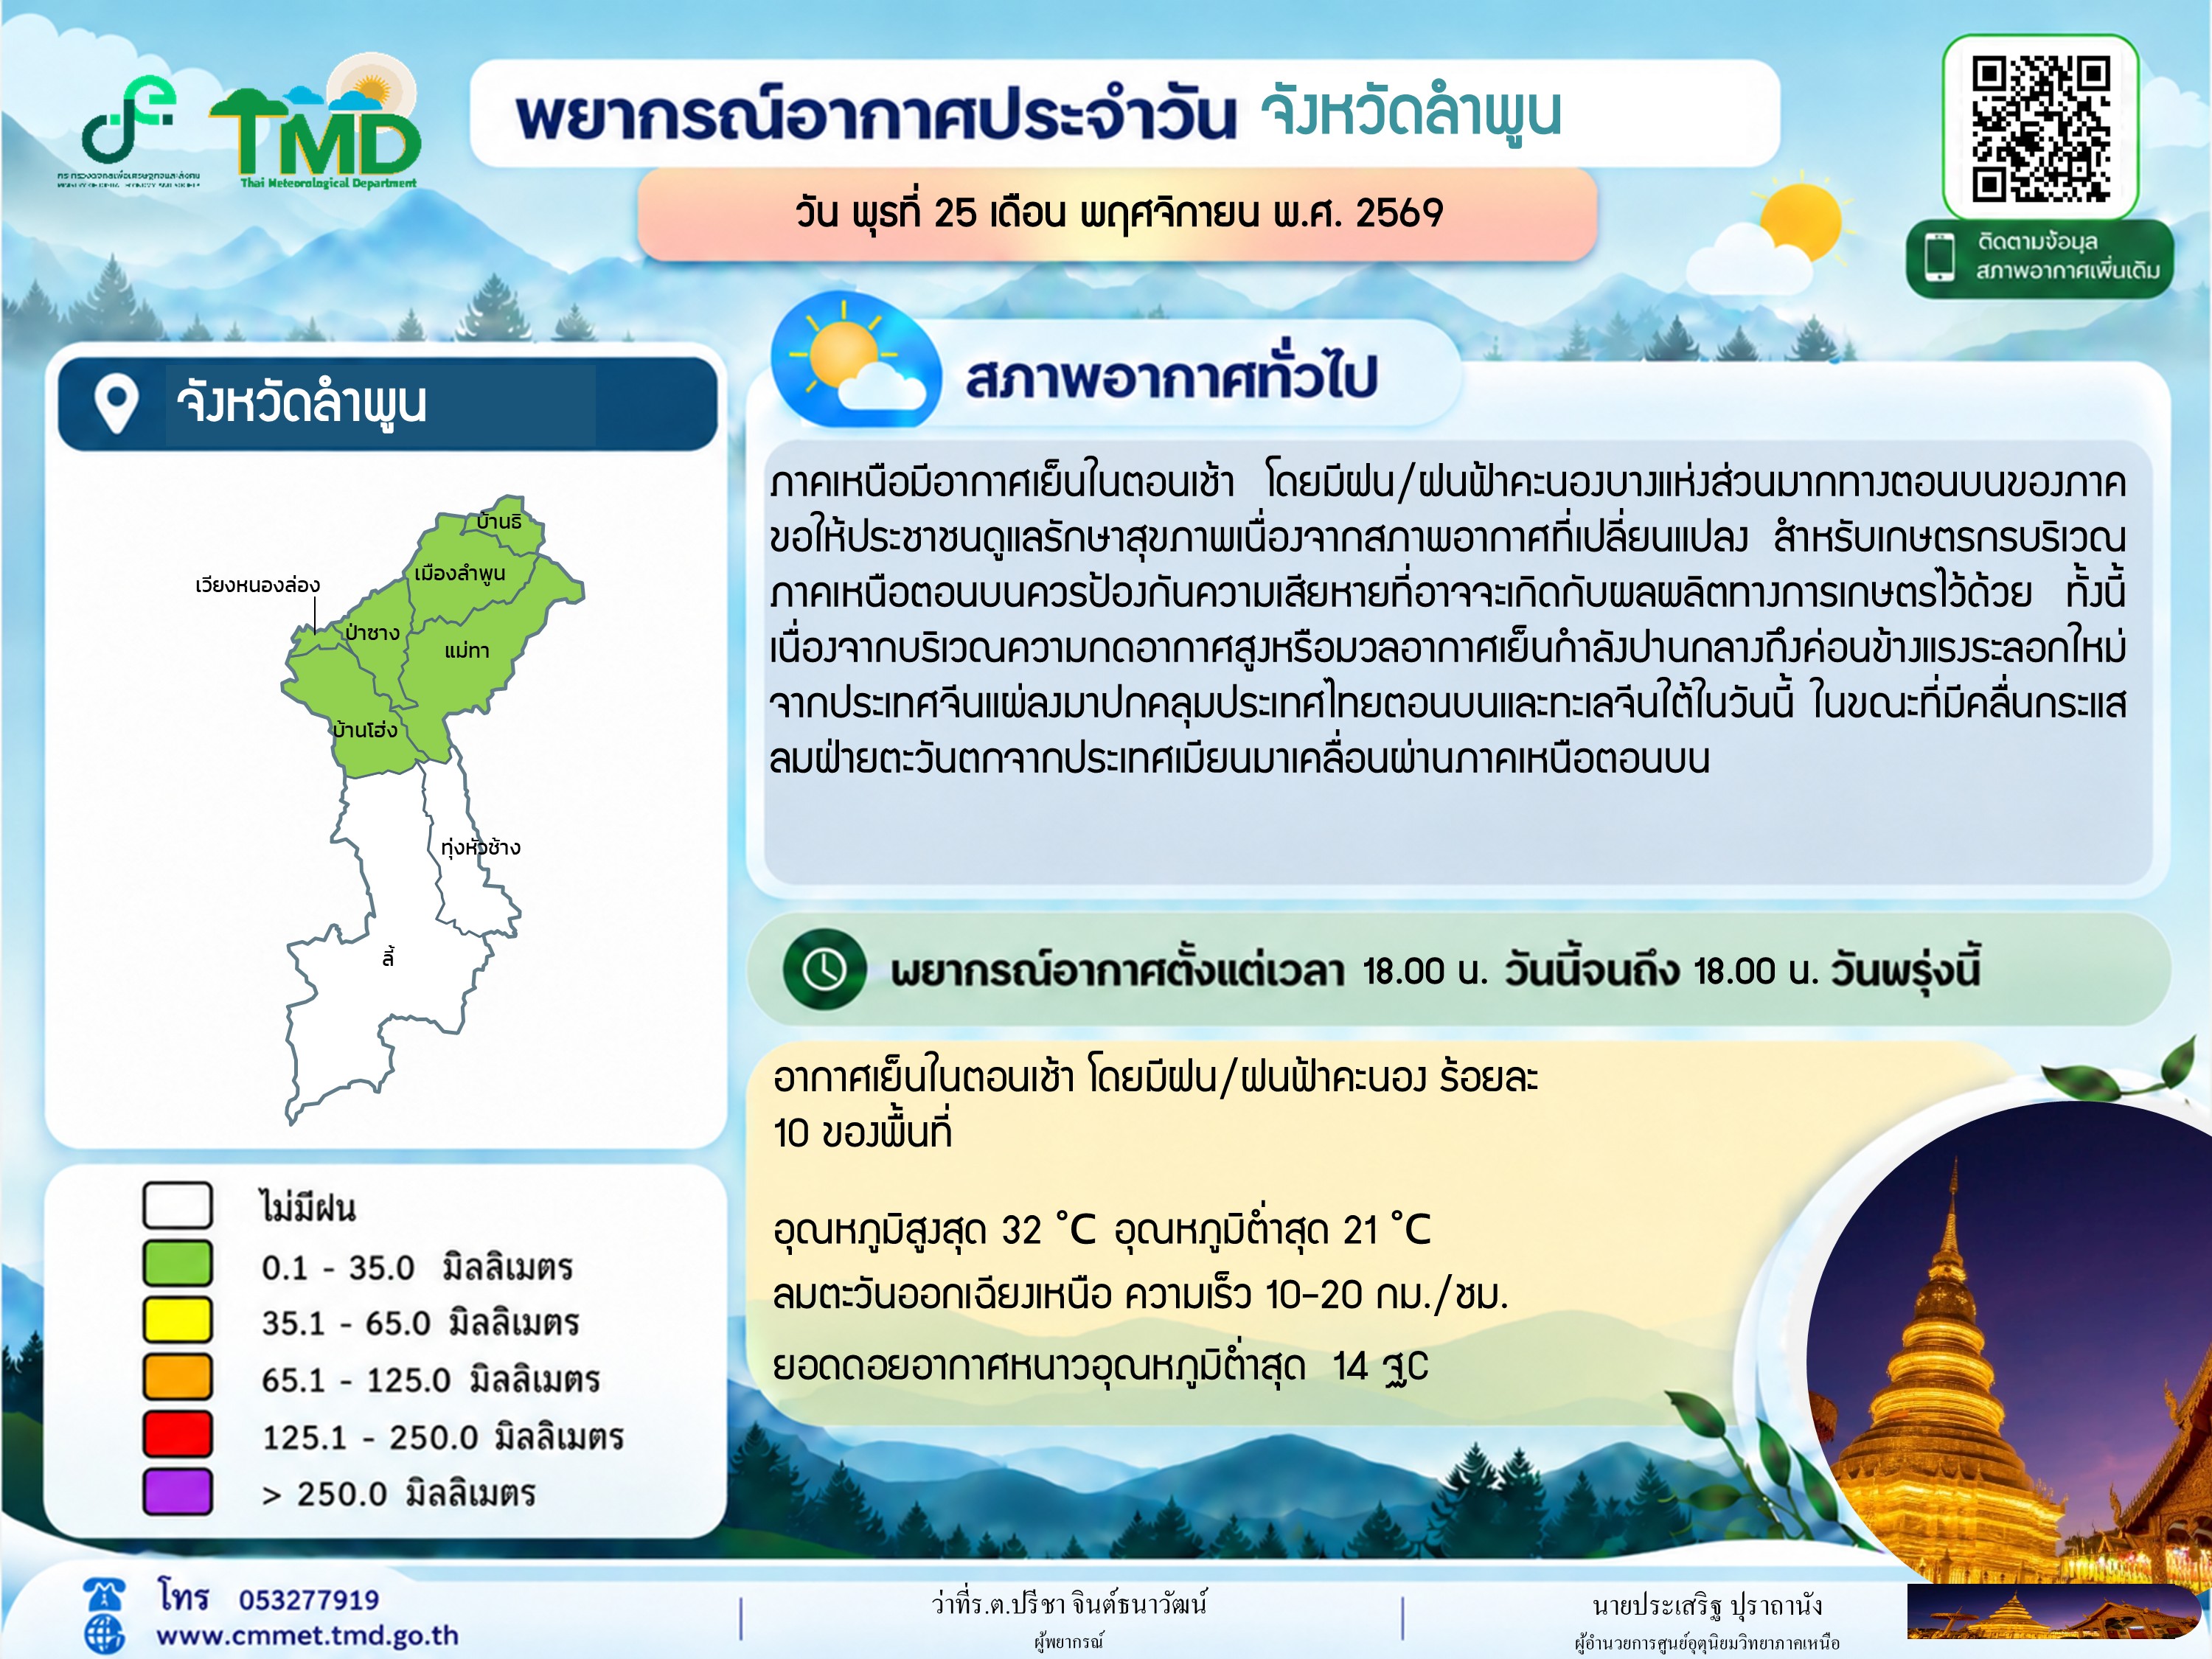 พยากรณ์อากาศประจำวัน จังหวัดลำพูน
TMD
Thai Meteorological Department
วัน พุธที่ 25 เดือน พฤศจิกายน พ.ศ. 2569
ติดตามข้อมูล
สภาพอากาศเพิ่มเติม
จังหวัดลำพูน
บ้านธิ
เมืองลำพูน
เวียงหนองล่อง
ป่าซาง
แม่ทา
บ้านโฮ่ง
ทุ่งหัวช้าง
ลี้
ไม่มีฝน
0.1 - 35.0 มิลลิเมตร
35.1 - 65.0 มิลลิเมตร
65.1 - 125.0 มิลลิเมตร
125.1 - 250.0 มิลลิเมตร
> 250.0 มิลลิเมตร
สภาพอากาศทั่วไป
ภาคเหนือมีอากาศเย็นในตอนเช้า โดยมีฝน/ฝนฟ้าคะนองบางแห่งส่วนมากทางตอนบนของภาค
ขอให้ประชาชนดูแลรักษาสุขภาพเนื่องจากสภาพอากาศที่เปลี่ยนแปลง สำหรับเกษตรกรบริเวณ
ภาคเหนือตอนบนควรป้องกันความเสียหายที่อาจจะเกิดกับผลผลิตทางการเกษตรไว้ด้วย ทั้งนี้
เนื่องจากบริเวณความกดอากาศสูงหรือมวลอากาศเย็นกำลังปานกลางถึงค่อนข้างแรงระลอกใหม่
จากประเทศจีนแผ่ลงมาปกคลุมประเทศไทยตอนบนและทะเลจีนใต้ในวันนี้ ในขณะที่มีคลื่นกระแส
ลมฝ่ายตะวันตกจากประเทศเมียนมาเคลื่อนผ่านภาคเหนือตอนบน
พยากรณ์อากาศตั้งแต่เวลา 18.00 น. วันนี้จนถึง 18.00 น. วันพรุ่งนี้
อากาศเย็นในตอนเช้า โดยมีฝน/ฝนฟ้าคะนอง ร้อยละ
10 ของพื้นที่
อุณหภูมิสูงสุด 32 °C อุณหภูมิต่ำสุด 21 °C
ลมตะวันออกเฉียงเหนือ ความเร็ว 10-20 กม./ชม.
ยอดดอยอากาศหนาวอุณหภูมิต่ำสุด 14 ฐC
โทร 053277919
www.cmmet.tmd.go.th
ว่าที่ร.ต.ปรีชา จินต์ธนาวัฒน์
ผู้พยากรณ์
นายประเสริฐ ปุราถานัง
ผู้อำนวยการศูนย์อุตุนิยมวิทยาภาคเหนือ